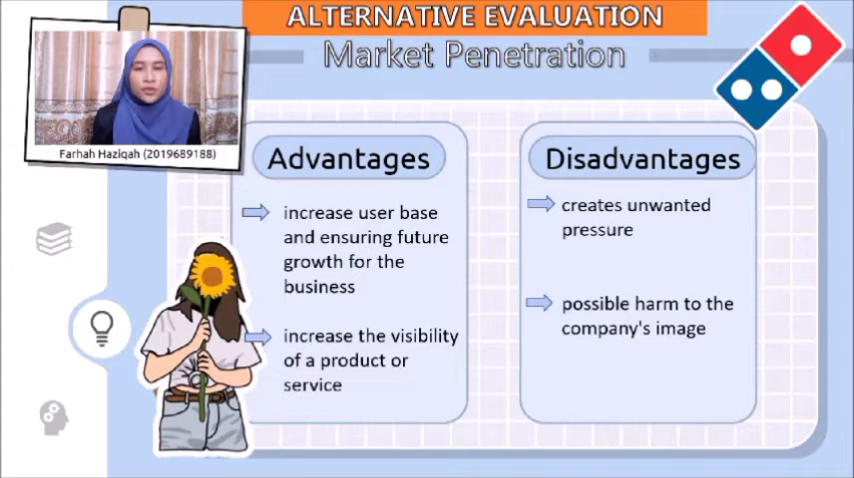 ALTERNATIVE EVALUATION
Market Penetration
Farhah Haziqah (2019689188)
Advantages
increase user base
and ensuring future
growth for the
business
increase the visibility
of a product or
service
Disadvantages
creates unwanted
pressure
possible harm to the
company's image